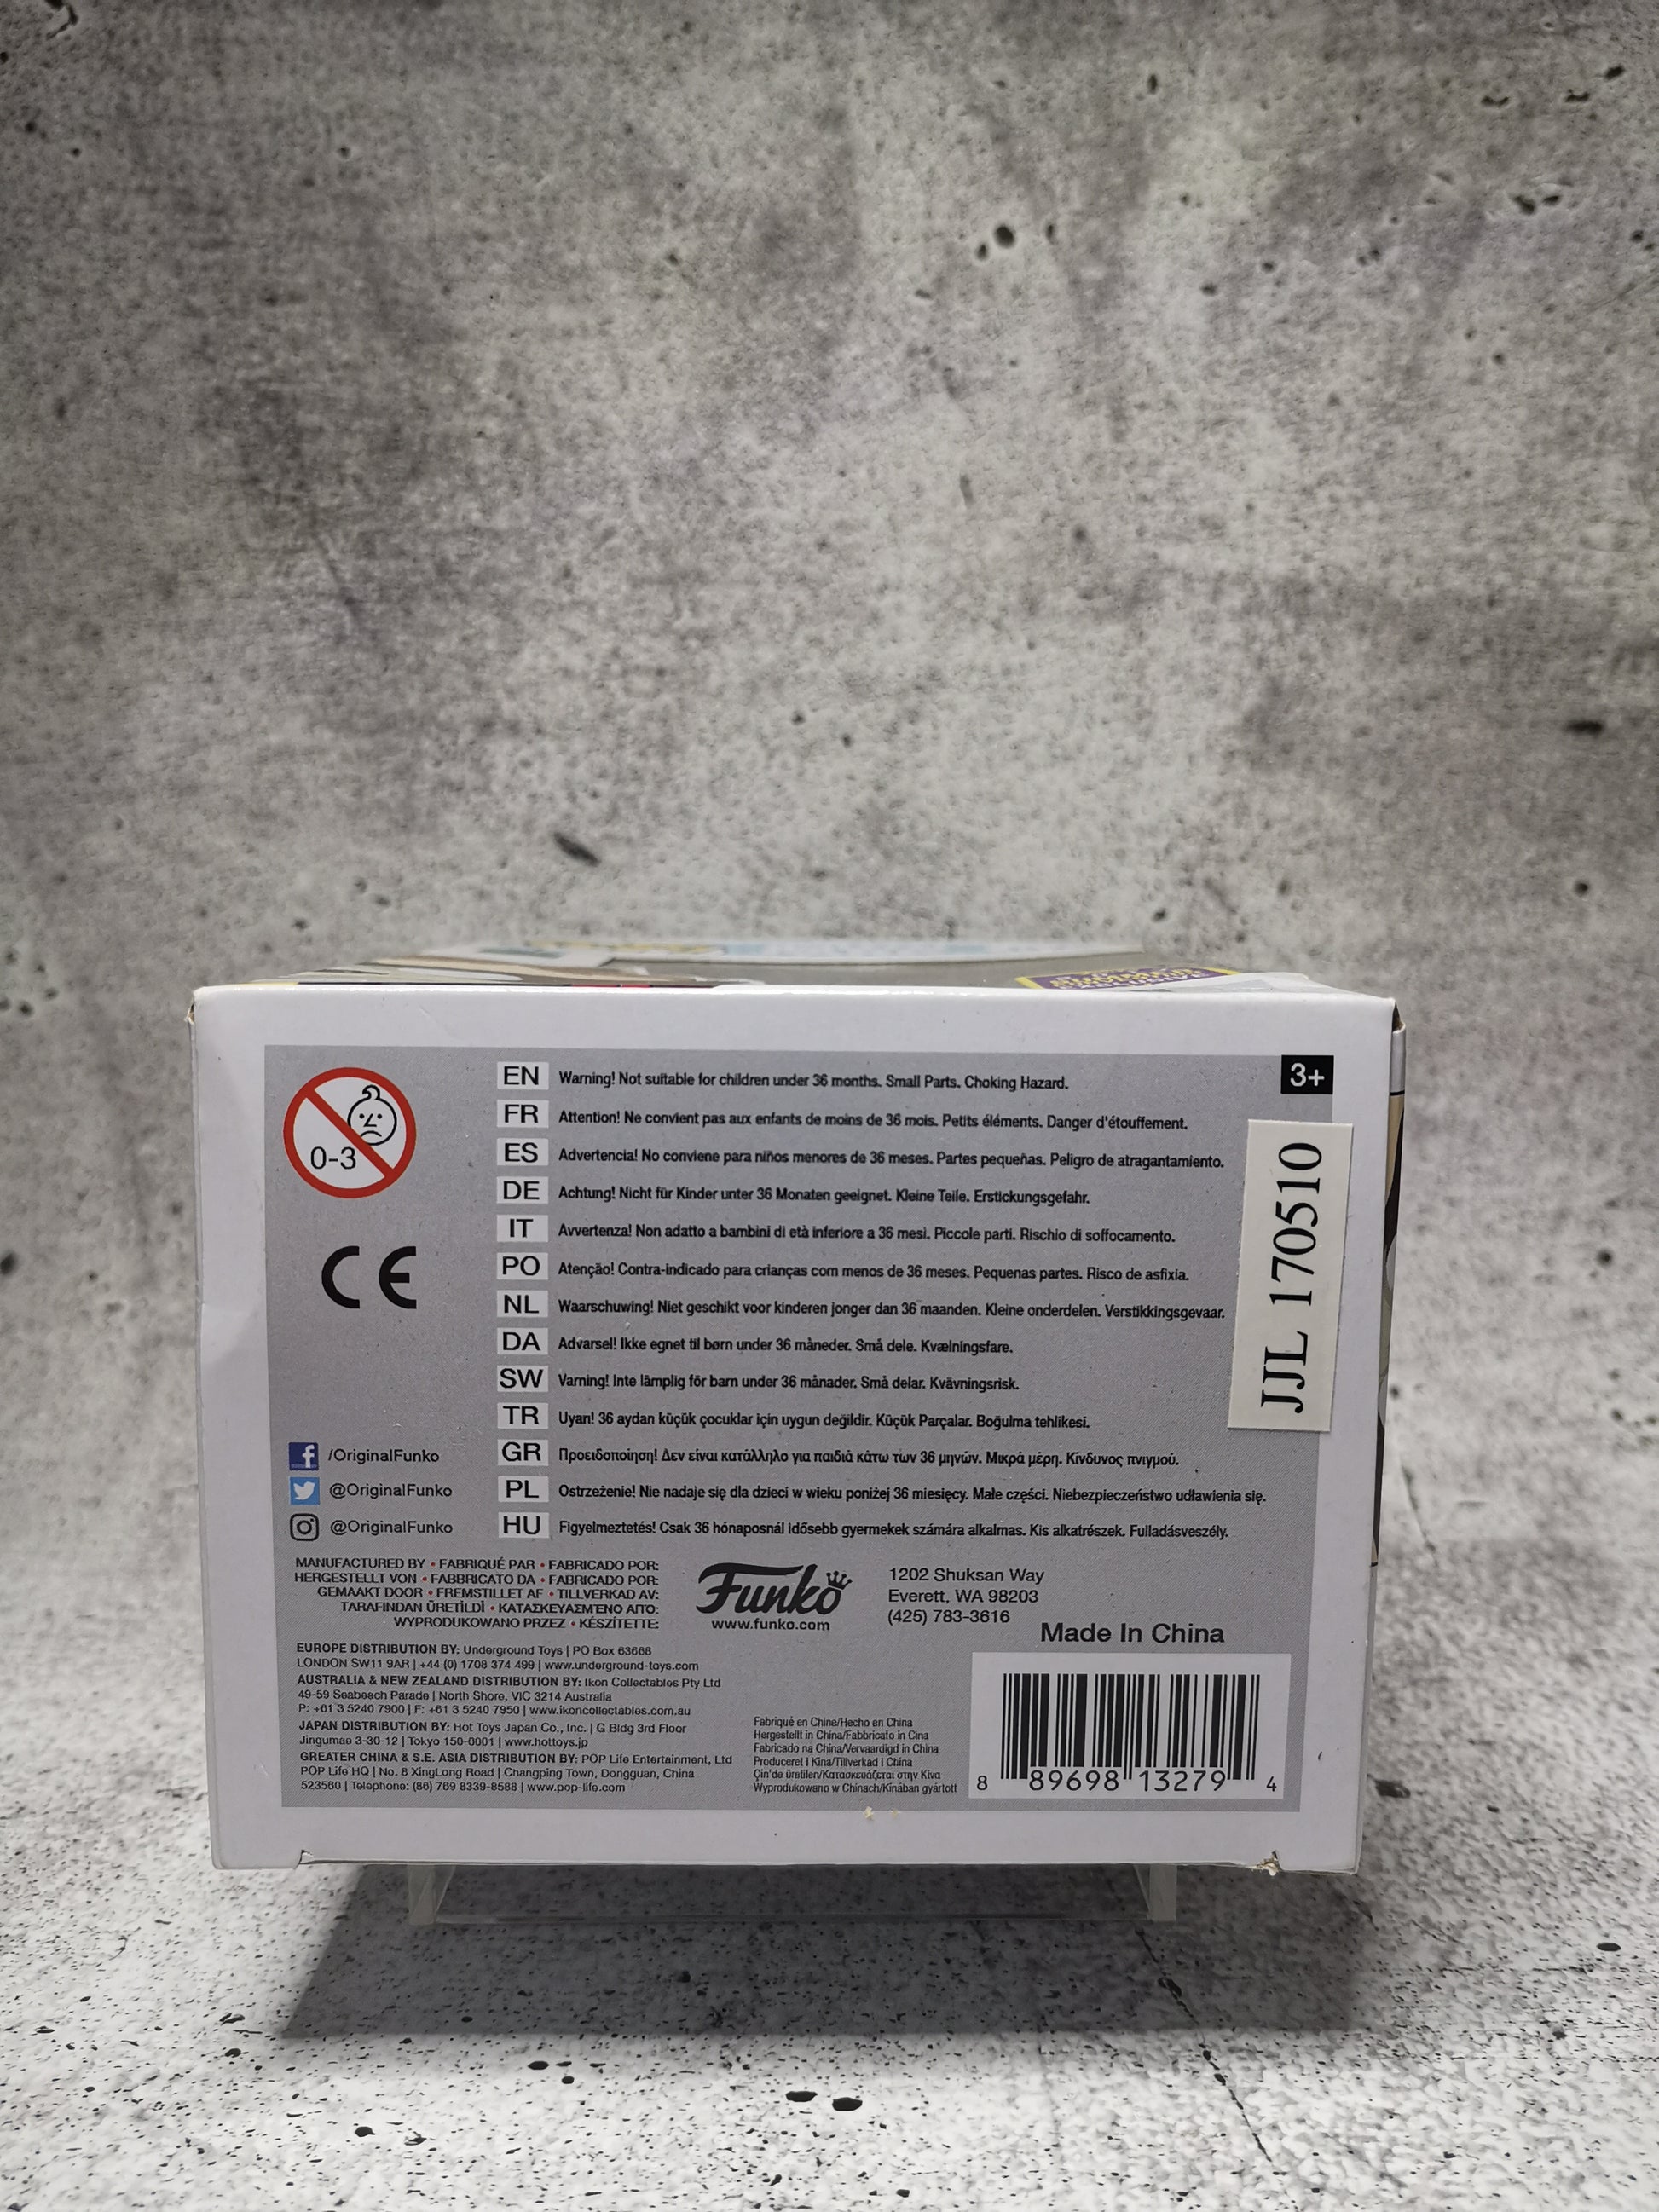 0-3
CE
EN Warning! Not suitable for children under 36 months. Small Parts. Choking Hazard.
FR Attention! Ne convient pas aux enfants de moins de 36 mois. Petits éléments. Danger d'étouffement.
ES Advertencia! No conviene para niños menores de 36 meses. Partes pequeñas. Peligro de atragantamiento.
DE Achtung! Nicht für Kinder unter 36 Monaten geeignet. Kleine Teile. Erstickungsgefahr.
IT Avvertenza! Non adatto a bambini di età inferiore a 36 mesi. Piccole parti. Rischio di soffocamento.
PO Atenção! Contra-indicado para crianças com menos de 36 meses. Pequenas partes. Risco de asfixia.
NL Waarschuwing! Niet geschikt voor kinderen jonger dan 36 maanden. Kleine onderdelen. Verstikkingsgevaar.
DA Advarsel! Ikke egnet til børn under 36 måneder. Små dele. Kvælningsfare.
SW Varning! Inte lämplig för barn under 36 månader. Små delar. Kvävningsrisk.
TR Uyarı! 36 aydan küçük çocuklar için uygun değildir. Küçük Parçalar. Boğulma tehlikesi.
GR Προειδοποίηση! Δεν είναι κατάλληλο για παιδιά κάτω των 36 μηνών. Μικρά μέρη. Κίνδυνος πνιγμού.
PL Ostrzeżenie! Nie nadaje się dla dzieci w wieku poniżej 36 miesięcy. Małe części. Niebezpieczeństwo udławienia się.
HU Figyelmeztetés! Csak 36 hónaposnál idősebb gyermekek számára alkalmas. Kis alkatrészek. Fulladásveszély.
3+
JJL 170510
/OriginalFunko
@OriginalFunko
@OriginalFunko
MANUFACTURED BY • FABRIQUÉ PAR • FABRICADO POR:
HERGESTELLT VON • FABBRICATO DA • FABRICADO POR:
GEMAAKT DOOR • FREMSTILLET AF • TILLVERKAD AV:
TARAFINDAN ÜRETİLDİ • ΚΑΤΑΣΚΕΥΑΣΜΈΝΟ ΑΠΌ:
WYPRODUKOWANO PRZEZ • KÉSZÍTETTE:
Funko
www.funko.com
1202 Shuksan Way
Everett, WA 98203
(425) 783-3616
Made In China
EUROPE DISTRIBUTION BY: Underground Toys | PO Box 63668
LONDON SW11 9AR | +44 (0) 1708 374 499 | www.underground-toys.com
AUSTRALIA & NEW ZEALAND DISTRIBUTION BY: Ikon Collectables Pty Ltd
49-59 Seabeach Parade | North Shore, VIC 3214 Australia
P: +61 3 5240 7900 | F: +61 3 5240 7950 | www.ikoncollectables.com.au
JAPAN DISTRIBUTION BY: Hot Toys Japan Co., Inc. | G Bldg 3rd Floor
Jingumae 3-30-12 | Tokyo 150-0001 | www.hottoys.jp
GREATER CHINA & S.E. ASIA DISTRIBUTION BY: POP Life Entertainment, Ltd
POP Life HQ | No. 8 XingLong Road | Changping Town, Dongguan, China
523560 | Telephone: (86) 769 8339-8588 | www.pop-life.com
Fabriqué en Chine/Hecho en China
Hergestellt in China/Fabbricato in Cina
Fabricado na China/Vervaardigd in China
Produceret i Kina/Tillverkad i China
Çin'de üretilen/Κατασκευάζεται στην Κίνα
Wyprodukowano w Chinach/Kínában gyártott
8 89698 13279 4